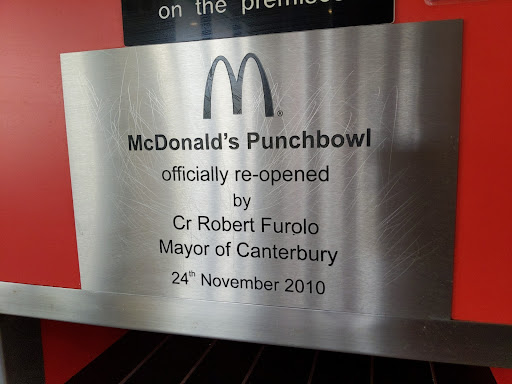 on the premises
M®
McDonald's Punchbowl
officially re-opened
by
Cr Robert Furolo
Mayor of Canterbury
24th November 2010